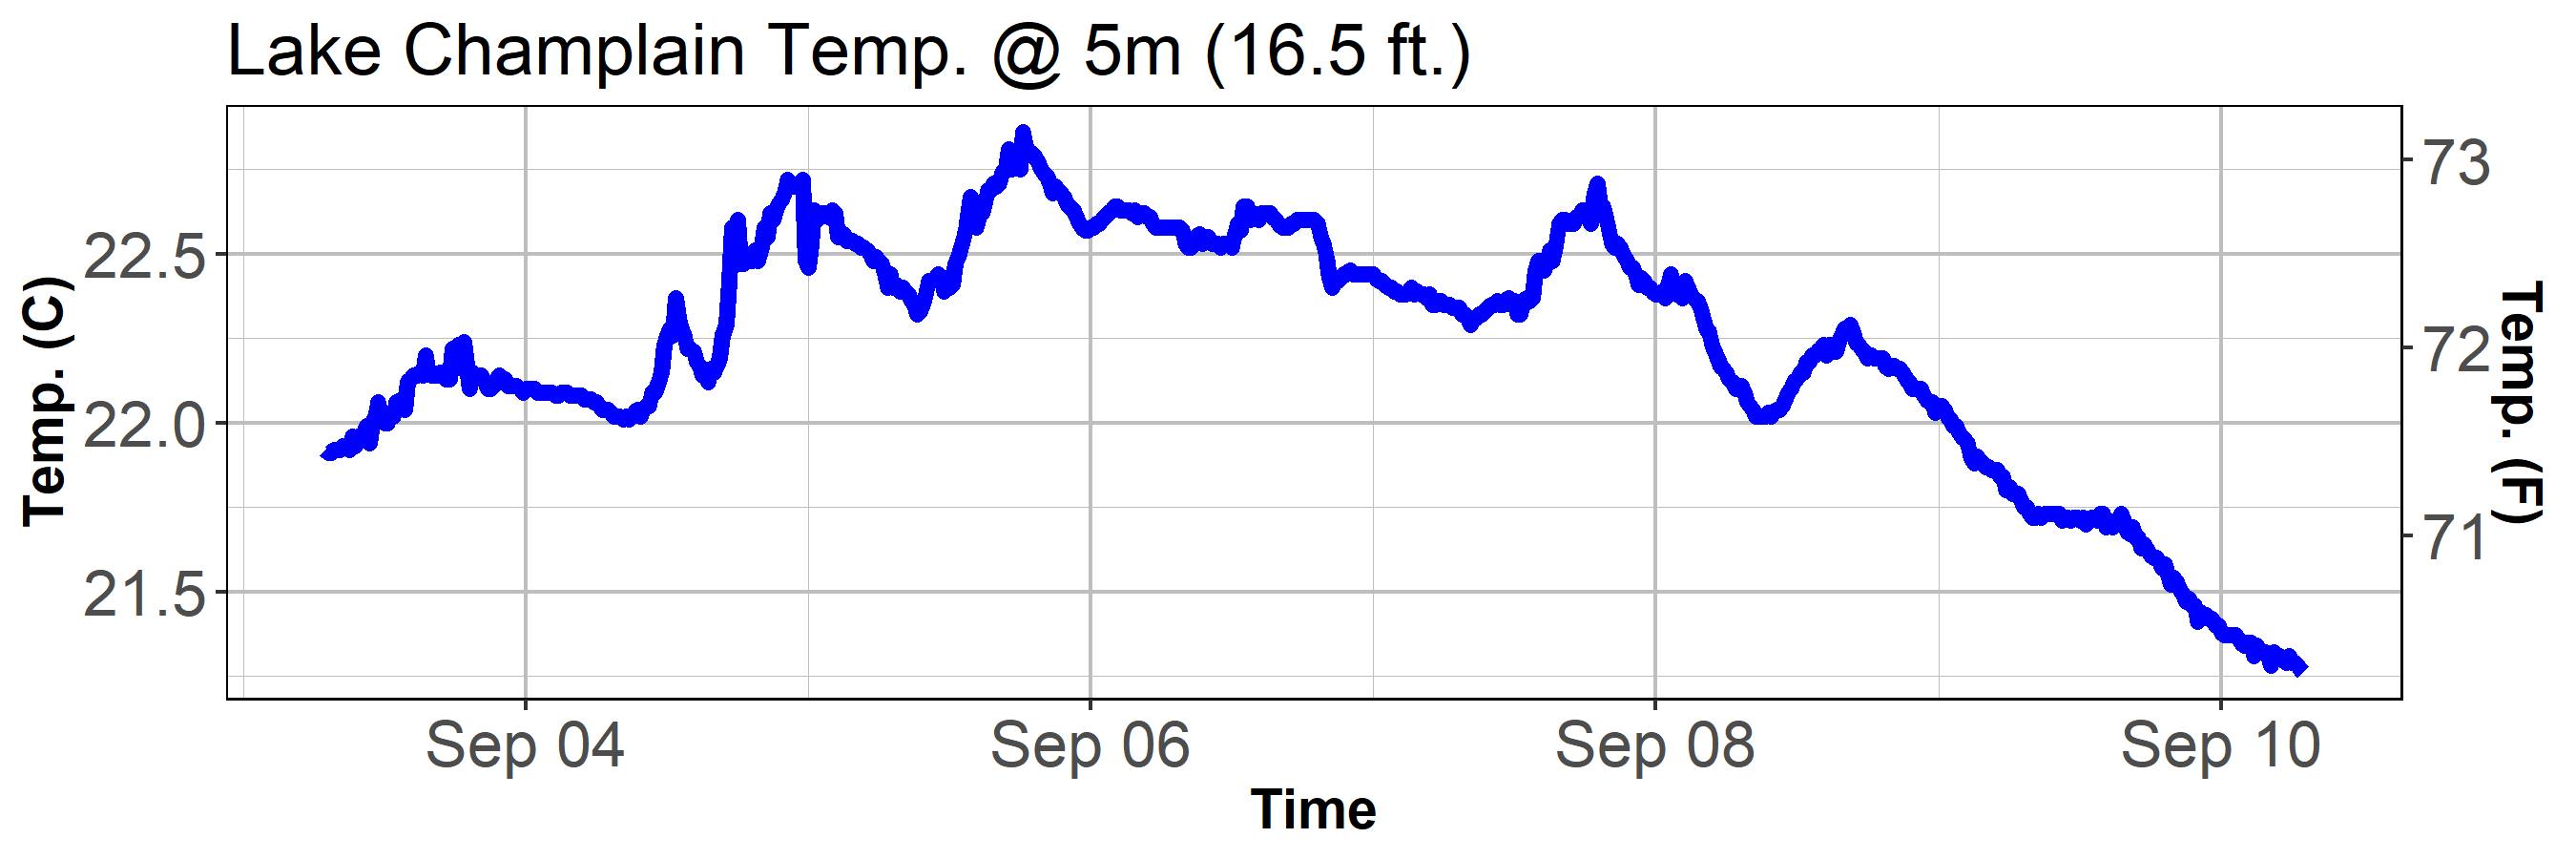 Lake Champlain Temp. @ 5m (16.5 ft.)
Temp. (C)
22.5
22.0
21.5
73
72
71
Temp. (F)
Sep 04 Sep 06 Sep 08 Sep 10
Time